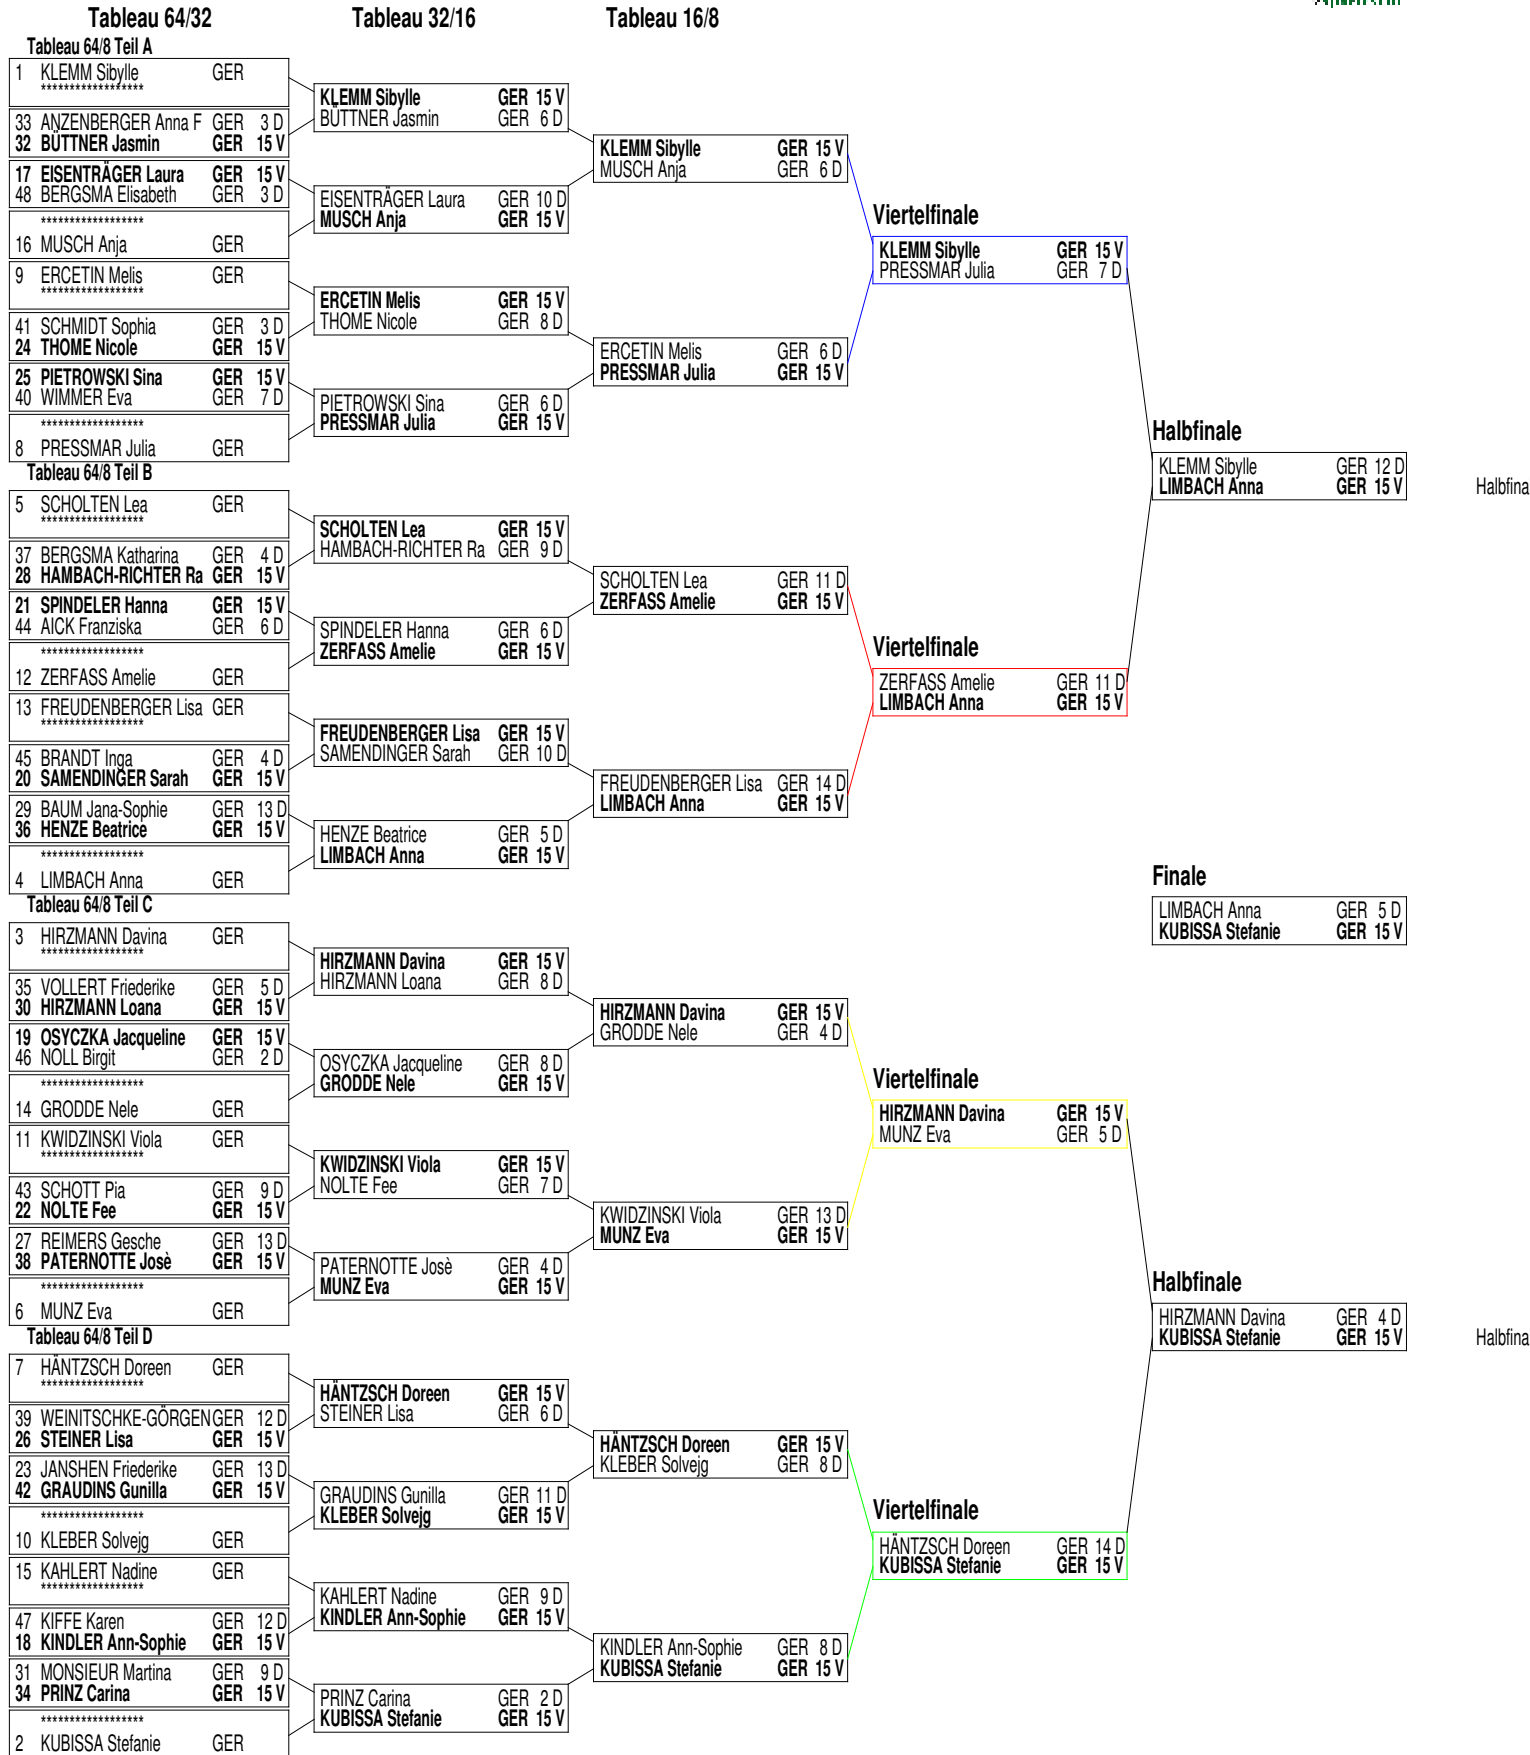 Tableau 64/32 Tableau 32/16 Tableau 16/8
Tableau 64/8 Teil A
1 KLEMM Sibylle GER
******************
33 ANZENBERGER Anna F GER 3 D
32 BÜTTNER Jasmin GER 15 V
17 EISENTRÄGER Laura GER 15 V
48 BERGSMA Elisabeth GER 3 D
******************
16 MUSCH Anja GER
9 ERCETIN Melis GER
******************
41 SCHMIDT Sophia GER 3 D
24 THOME Nicole GER 15 V
25 PIETROWSKI Sina GER 15 V
40 WIMMER Eva GER 7 D
******************
8 PRESSMAR Julia GER
Tableau 64/8 Teil B
5 SCHOLTEN Lea GER
******************
37 BERGSMA Katharina GER 4 D
28 HAMBACH-RICHTER Ra GER 15 V
21 SPINDELER Hanna GER 15 V
44 AICK Franziska GER 6 D
******************
12 ZERFASS Amelie GER
13 FREUDENBERGER Lisa GER
******************
45 BRANDT Inga GER 4 D
20 SAMENDINGER Sarah GER 15 V
29 BAUM Jana-Sophie GER 13 D
36 HENZE Beatrice GER 15 V
******************
4 LIMBACH Anna GER
Tableau 64/8 Teil C
3 HIRZMANN Davina GER
******************
35 VOLLERT Friederike GER 5 D
30 HIRZMANN Loana GER 15 V
19 OSYCZKA Jacqueline GER 15 V
46 NOLL Birgit GER 2 D
******************
14 GRODDE Nele GER
11 KWIDZINSKI Viola GER
******************
43 SCHOTT Pia GER 9 D
22 NOLTE Fee GER 15 V
27 REIMERS Gesche GER 13 D
38 PATERNOTTE Josè GER 15 V
******************
6 MUNZ Eva GER
Tableau 64/8 Teil D
7 HÄNTZSCH Doreen GER
******************
39 WEINITSCHKE-GÖRGEN GER 12 D
26 STEINER Lisa GER 15 V
23 JANSHEN Friederike GER 13 D
42 GRAUDINS Gunilla GER 15 V
******************
10 KLEBER Solvejg GER
15 KAHLERT Nadine GER
******************
47 KIFFE Karen GER 12 D
18 KINDLER Ann-Sophie GER 15 V
31 MONSIEUR Martina GER 9 D
34 PRINZ Carina GER 15 V
******************
2 KUBISSA Stefanie GER
KLEMM Sibylle GER 15 V
BÜTTNER Jasmin GER 6 D
EISENTRÄGER Laura GER 10 D
MUSCH Anja GER 15 V
ERCETIN Melis GER 15 V
THOME Nicole GER 8 D
PIETROWSKI Sina GER 6 D
PRESSMAR Julia GER 15 V
SCHOLTEN Lea GER 15 V
HAMBACH-RICHTER Ra GER 9 D
SPINDELER Hanna GER 6 D
ZERFASS Amelie GER 15 V
FREUDENBERGER Lisa GER 15 V
SAMENDINGER Sarah GER 10 D
HENZE Beatrice GER 5 D
LIMBACH Anna GER 15 V
HIRZMANN Davina GER 15 V
HIRZMANN Loana GER 8 D
OSYCZKA Jacqueline GER 8 D
GRODDE Nele GER 15 V
KWIDZINSKI Viola GER 15 V
NOLTE Fee GER 7 D
PATERNOTTE Josè GER 4 D
MUNZ Eva GER 15 V
HÄNTZSCH Doreen GER 15 V
STEINER Lisa GER 6 D
GRAUDINS Gunilla GER 11 D
KLEBER Solvejg GER 15 V
KAHLERT Nadine GER 9 D
KINDLER Ann-Sophie GER 15 V
PRINZ Carina GER 2 D
KUBISSA Stefanie GER 15 V
KLEMM Sibylle GER 15 V
MUSCH Anja GER 6 D
ERCETIN Melis GER 6 D
PRESSMAR Julia GER 15 V
SCHOLTEN Lea GER 11 D
ZERFASS Amelie GER 15 V
FREUDENBERGER Lisa GER 14 D
LIMBACH Anna GER 15 V
HIRZMANN Davina GER 15 V
GRODDE Nele GER 4 D
KWIDZINSKI Viola GER 13 D
MUNZ Eva GER 15 V
HÄNTZSCH Doreen GER 15 V
KLEBER Solvejg GER 8 D
KINDLER Ann-Sophie GER 8 D
KUBISSA Stefanie GER 15 V
Viertelfinale
KLEMM Sibylle GER 15 V
PRESSMAR Julia GER 7 D
Viertelfinale
ZERFASS Amelie GER 11 D
LIMBACH Anna GER 15 V
Viertelfinale
HIRZMANN Davina GER 15 V
MUNZ Eva GER 5 D
Viertelfinale
HÄNTZSCH Doreen GER 14 D
KUBISSA Stefanie GER 15 V
Halbfinale
KLEMM Sibylle GER 12 D
LIMBACH Anna GER 15 V
Halbfina
Finale
LIMBACH Anna GER 5 D
KUBISSA Stefanie GER 15 V
Halbfinale
HIRZMANN Davina GER 4 D
KUBISSA Stefanie GER 15 V
Halbfina